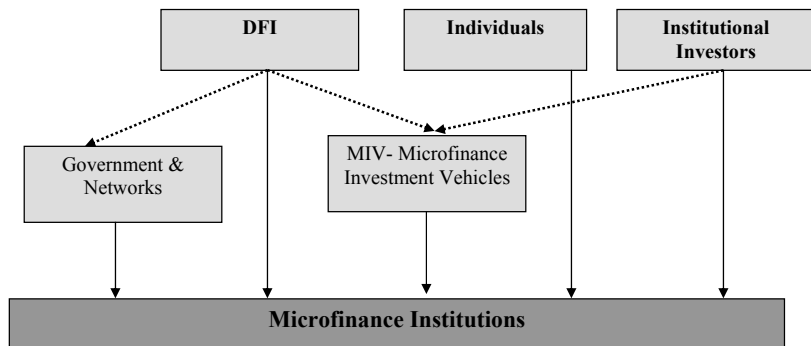 DFI
Individuals
Institutional
Investors
Government &
Networks
MIV- Microfinance
Investment Vehicles
Microfinance Institutions